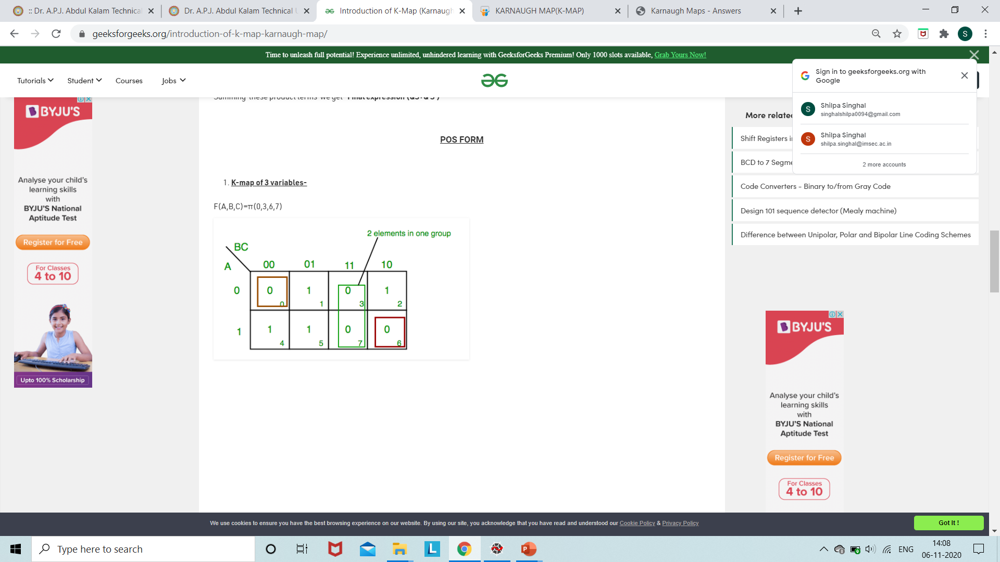 :: Dr. A.P.J. Abdul Kalam Technical
Dr. A.P.J. Abdul Kalam Technical
Introduction of K-Map (Karnaugh
KARNAUGH MAP(K-MAP)
Karnaugh Maps - Answers
geeksforgeeks.org/introduction-of-k-map-karnaugh-map/
S
Time to unleash full potential! Experience unlimited, unhindered learning with GeeksforGeeks Premium! Only 1000 slots available, Grab Yours Now!
Tutorials
Student
Courses
Jobs
Sign in to geeksforgeeks.org with
Google
S
Shilpa Singhal
singhalshilpa0094@gmail.com
S
Shilpa Singhal
shilpa.singhal@imsec.ac.in
2 more accounts
BYJU'S
Analyse your child's
learning skills
with
BYJU'S National
Aptitude Test
Register for Free
For Classes
4 to 10
Upto 100% Scholarship
Summing these product terms we get
POS FORM
1. K-map of 3 variables-
F(A,B,C)=π(0,3,6,7)
2 elements in one group
BC
A
00 01 11 10
0 0 1 0 1
0 1 3 2
1 1 1 0 0
4 5 7 6
More relate
Shift Registers i
BCD to 7 Segme
Code Converters - Binary to/from Gray Code
Design 101 sequence detector (Mealy machine)
Difference between Unipolar, Polar and Bipolar Line Coding Schemes
BYJU'S
Analyse your child's
learning skills
with
BYJU'S National
Aptitude Test
Register for Free
For Classes
4 to 10
We use cookies to ensure you have the best browsing experience on our website. By using our site, you acknowledge that you have read and understood our Cookie Policy & Privacy Policy
Got It !
Type here to search
L
P
ENG
14:08
06-11-2020